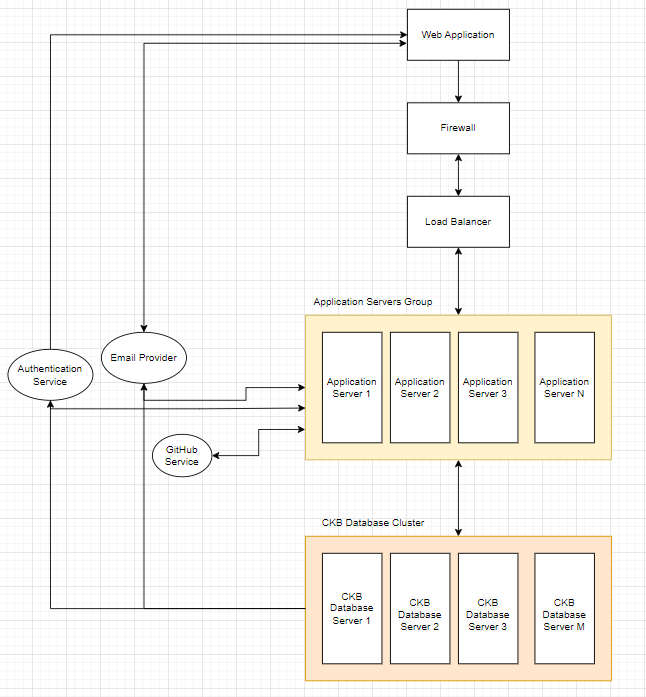 Web Application
Firewall
Load Balancer
Application Servers Group
Authentication
Service
Email Provider
GitHub
Service
Application
Server 1
Application
Server 2
Application
Server 3
Application
Server N
CKB Database Cluster
CKB
Database
Server 1
CKB
Database
Server 2
CKB
Database
Server 3
CKB
Database
Server M